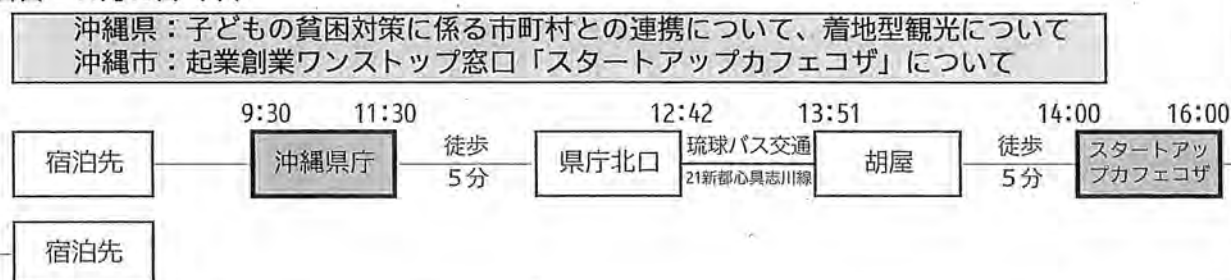 沖縄県：子どもの貧困対策に係る市町村との連携について、着地型観光について
沖縄市：起業創業ワンストップ窓口「スタートアップカフェコザ」について
9:30 11:30 12:42 13:51 14:00 16:00
宿泊先 沖縄県庁 徒歩 5分 県庁北口 琉球バス交通 21新都心具志川線 胡屋 徒歩 5分 スタートアッ
プカフェコザ
宿泊先